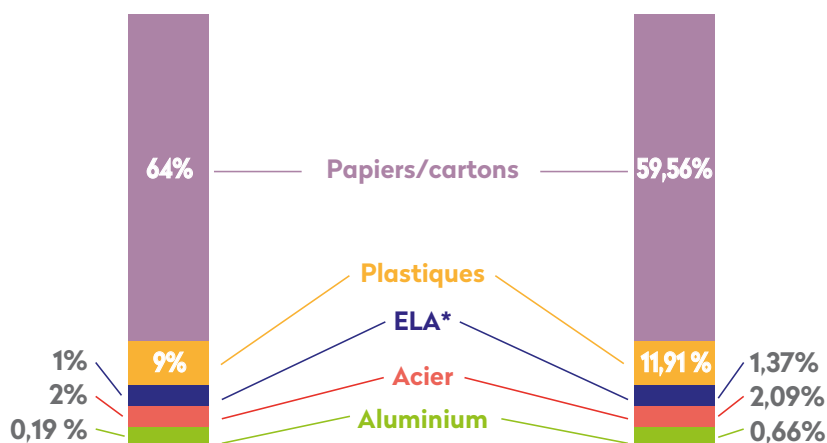 64%
Papiers/cartons
59,56%
Plastiques
ELA*
1%
9%
11,91 %
1,37%
Acier
2%
2,09%
Aluminium
0,19 %
0,66%